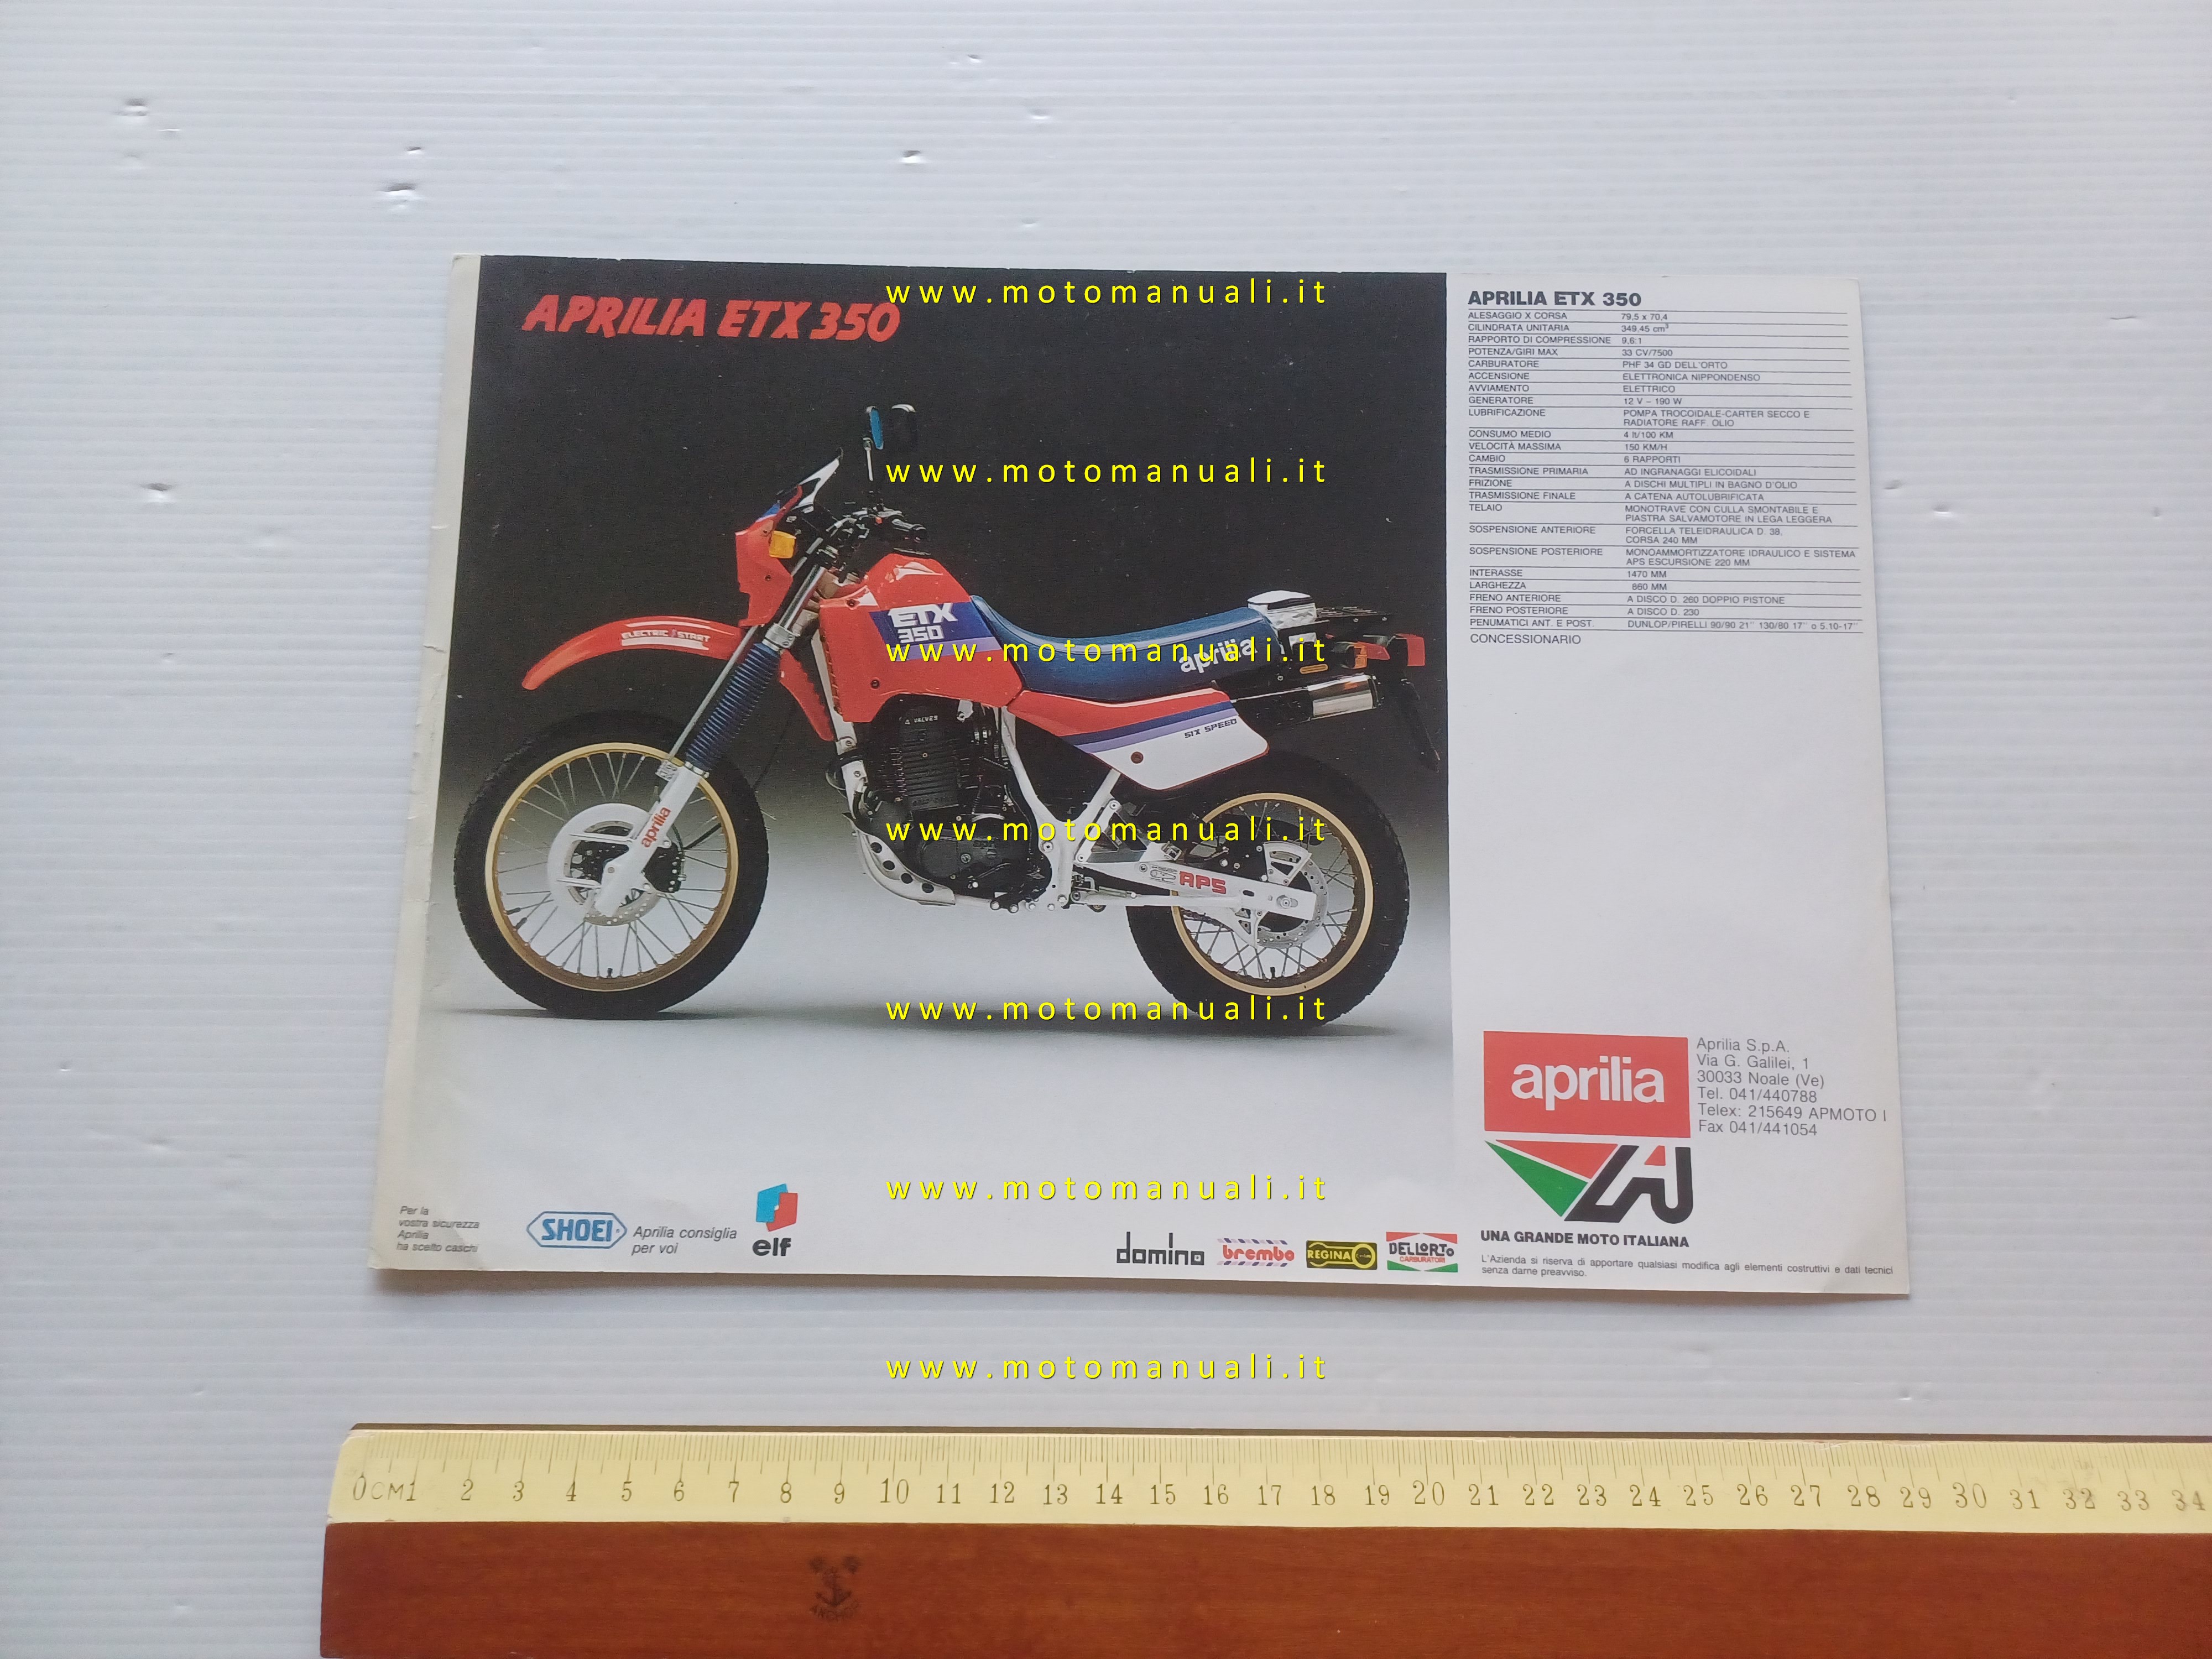 APRILIA ETX 350
www.motomanuali.it
www.motomanuali.it
www.motomanuali.it
www.motomanuali.it
www.motomanuali.it
www.motomanuali.it
www.motomanuali.it
ELECTRIC START
ETX
350
aprilia
4 VALVES
SIX SPEED
aprilia
APS
APRILIA ETX 350
ALESAGGIO X CORSA 79,5 x 70,4
CILINDRATA UNITARIA 349,45 cm³
RAPPORTO DI COMPRESSIONE 9,6:1
POTENZA/GIRI MAX 33 CV/7500
CARBURATORE PHF 34 GD DELL'ORTO
ACCENSIONE ELETTRONICA NIPPONDENSO
AVVIAMENTO ELETTRICO
GENERATORE 12 V – 190 W
LUBRIFICAZIONE POMPA TROCOIDALE-CARTER SECCO E
RADIATORE RAFF. OLIO
CONSUMO MEDIO 4 lt/100 KM
VELOCITÀ MASSIMA 150 KM/H
CAMBIO 6 RAPPORTI
TRASMISSIONE PRIMARIA AD INGRANAGGI ELICOIDALI
FRIZIONE A DISCHI MULTIPLI IN BAGNO D'OLIO
TRASMISSIONE FINALE A CATENA AUTOLUBRIFICATA
TELAIO MONOTRAVE CON CULLA SMONTABILE E
PIASTRA SALVAMOTORE IN LEGA LEGGERA
SOSPENSIONE ANTERIORE FORCELLA TELEIDRAULICA D. 38,
CORSA 240 MM
SOSPENSIONE POSTERIORE MONOAMMORTIZZATORE IDRAULICO E SISTEMA
APS ESCURSIONE 220 MM
INTERASSE 1470 MM
LARGHEZZA 860 MM
FRENO ANTERIORE A DISCO D. 260 DOPPIO PISTONE
FRENO POSTERIORE A DISCO D. 230
PENUMATICI ANT. E POST. DUNLOP/PIRELLI 90/90 21" 130/80 17" o 5.10-17"
CONCESSIONARIO
aprilia
Aprilia S.p.A.
Via G. Galilei, 1
30033 Noale (Ve)
Tel. 041/440788
Telex: 215649 APMOTO I
Fax 041/441054
UNA GRANDE MOTO ITALIANA
L'Azienda si riserva di apportare qualsiasi modifica agli elementi costruttivi e dati tecnici
senza darne preavviso.
Per la
vostra sicurezza
Aprilia
ha scelto caschi
SHOEI
Aprilia consiglia
per voi
elf
domino
brembo
REGINA
DELL'ORTO
CARBURATORI
0 CM 1 2 3 4 5 6 7 8 9 10 11 12 13 14 15 16 17 18 19 20 21 22 23 24 25 26 27 28 29 30 31 32 33 34
ANCHOR